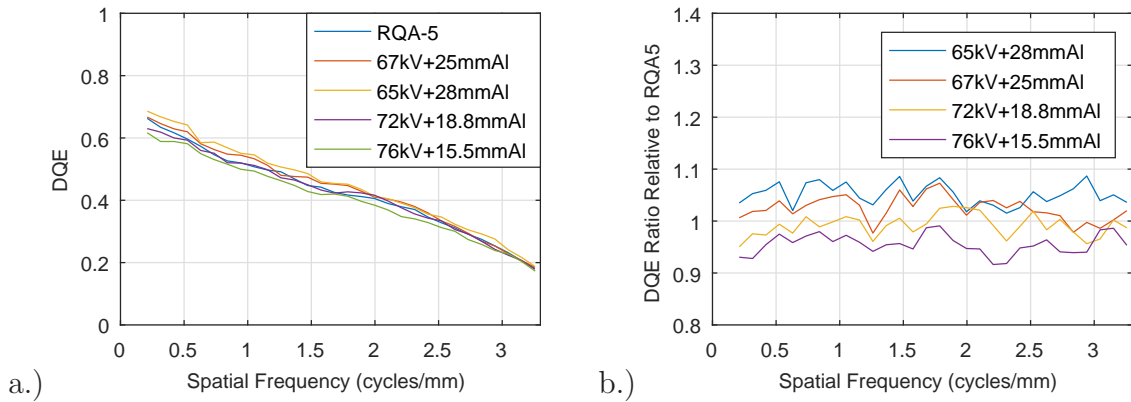 1
0.8
0.6
0.4
0.2
0
DQE
0
0.5
1
1.5
2
2.5
3
Spatial Frequency (cycles/mm)
RQA-5
67kV+25mmAl
65kV+28mmAl
72kV+18.8mmAl
76kV+15.5mmAl
a.)
1.4
1.3
1.2
1.1
1
0.9
0.8
DQE Ratio Relative to RQA5
0
0.5
1
1.5
2
2.5
3
Spatial Frequency (cycles/mm)
65kV+28mmAl
67kV+25mmAl
72kV+18.8mmAl
76kV+15.5mmAl
b.)